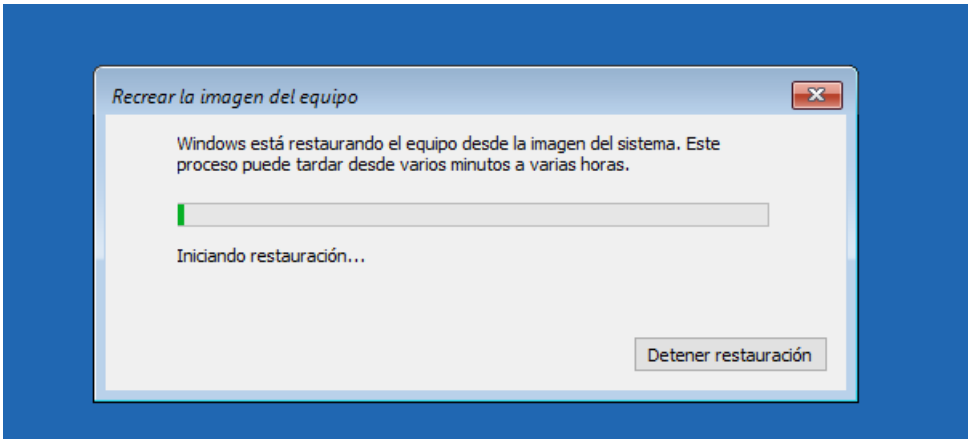 Recrear la imagen del equipo
Windows está restaurando el equipo desde la imagen del sistema. Este
proceso puede tardar desde varios minutos a varias horas.
Iniciando restauración...
Detener restauración